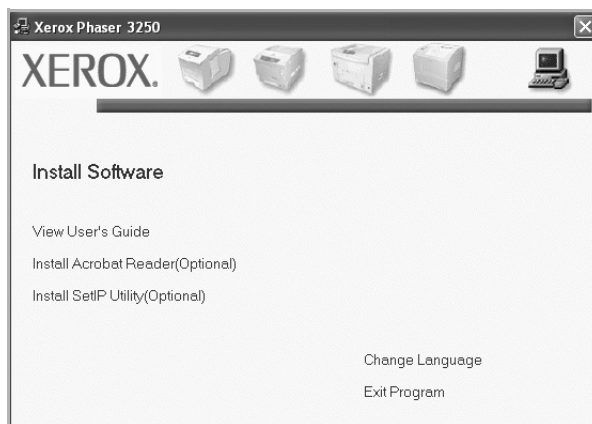 Xerox Phaser 3250
XEROX.
Install Software
View User's Guide
Install Acrobat Reader(Optional)
Install SetIP Utility(Optional)
Change Language
Exit Program